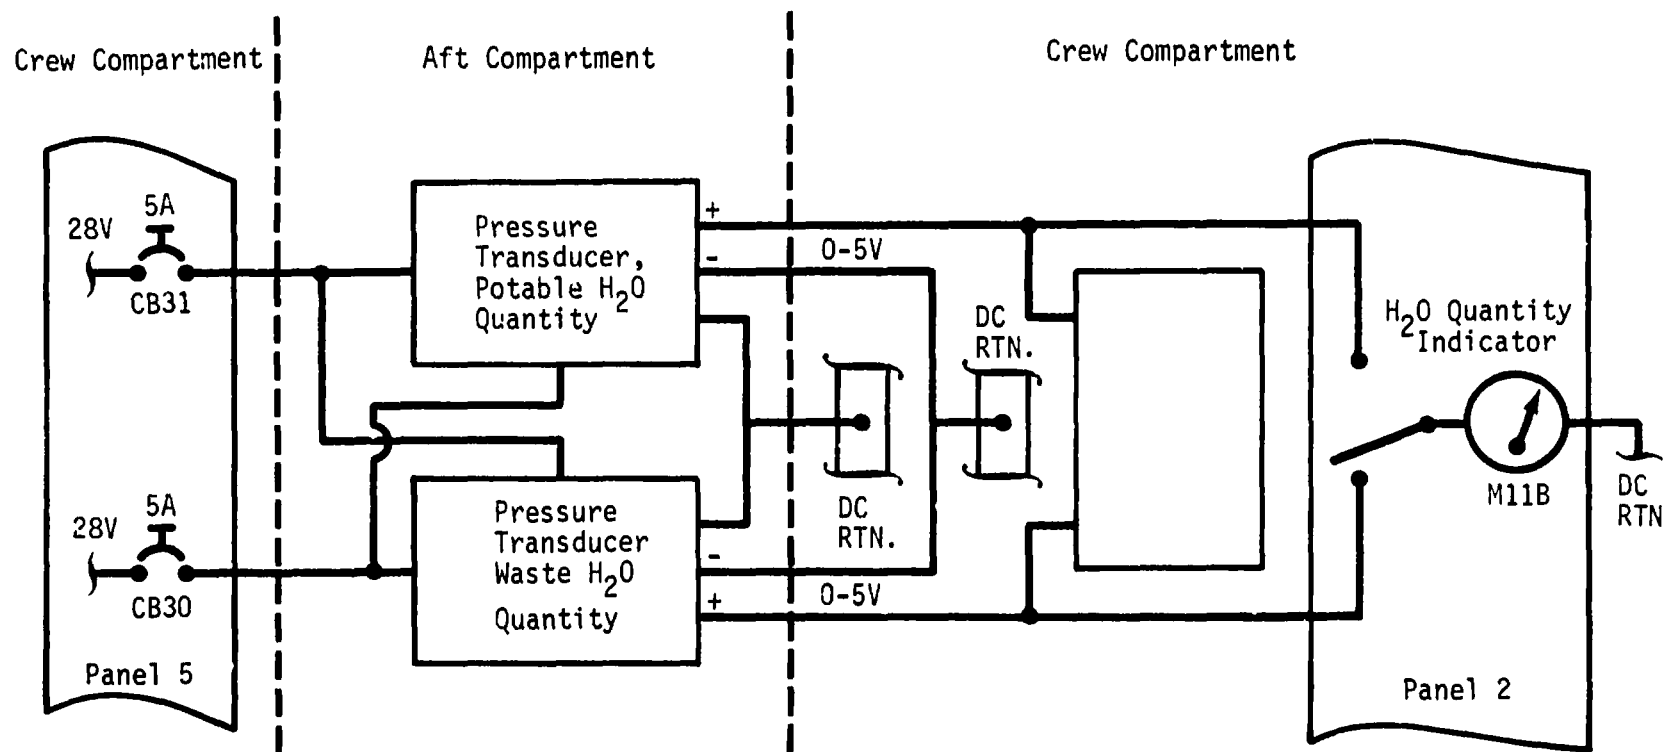 Crew Compartment
Aft Compartment
Crew Compartment
28V
5A
CB31
28V
5A
CB30
Panel 5
Pressure
Transducer,
Potable H2O
Quantity
+
-
0-5V
Pressure
Transducer
Waste H2O
Quantity
-
+
0-5V
DC
RTN.
DC
RTN.
H2O Quantity
Indicator
M11B
DC
RTN
Panel 2